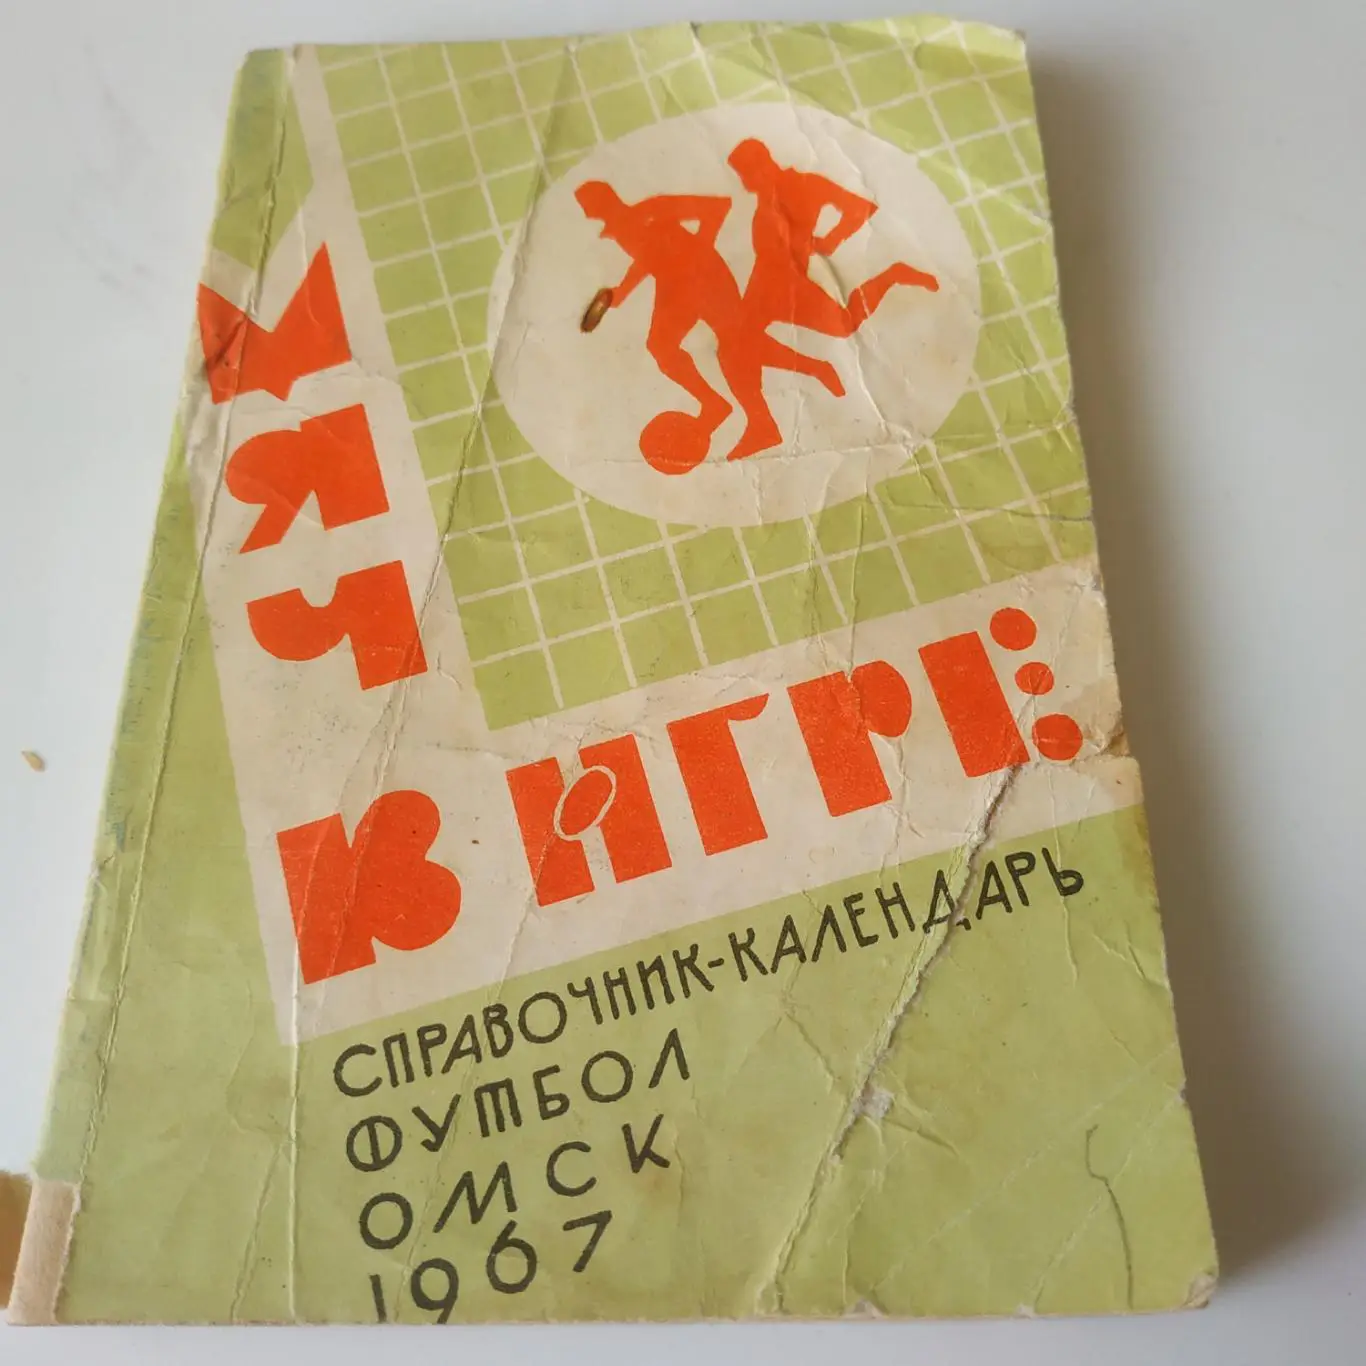 МЯЧ
В ИГРЕ
СПРАВОЧНИК-КАЛЕНДАРЬ
ФУТБОЛ
ОМСК
1967